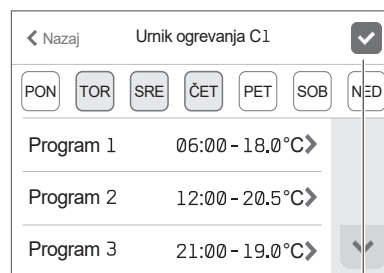 Nazaj Urnik ogrevanja C1
PON TOR SRE ČET PET SOB NED
Program 1 06:00 - 18.0°C
Program 2 12:00 - 20.5°C
Program 3 21:00 - 19.0°C